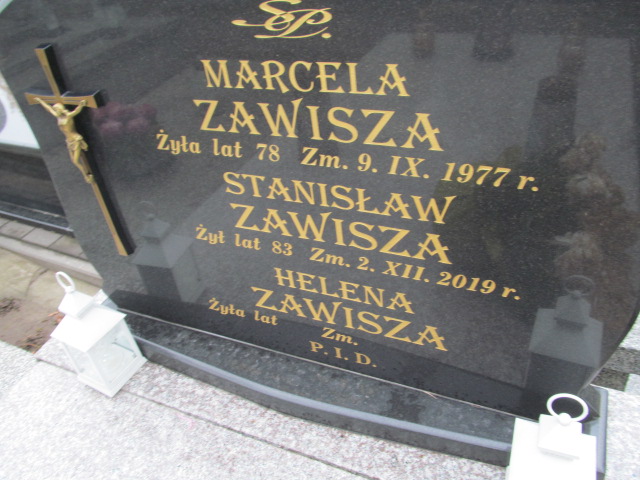 ŚP.
MARCELA
ZAWISZA
Żyła lat 78 Zm. 9. IX. 1977 r.
STANISŁAW
ZAWISZA
Żył lat 83 Zm. 2. XII. 2019 r.
HELENA
ZAWISZA
Żyła lat Zm.
P. I. D.